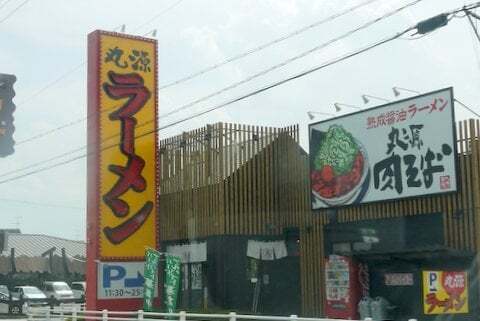 丸源
ラーメン
P
11:30～25:
熟成醤油ラーメン
丸源
肉そば
P 丸源
ラーメン